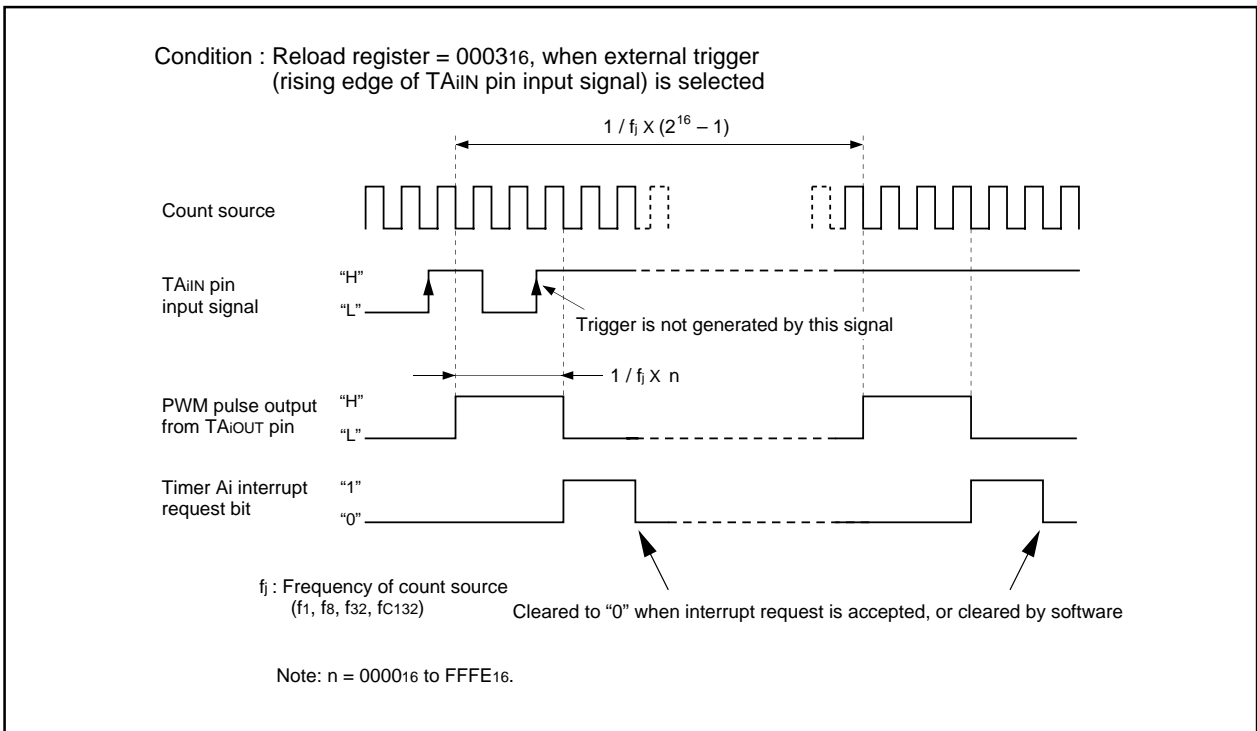 Condition : Reload register = 000316, when external trigger
(rising edge of TAiIN pin input signal) is selected
1 / fj X (2^16 – 1)
Count source
TAiIN pin
input signal
“H”
“L”
Trigger is not generated by this signal
1 / fj X n
PWM pulse output
from TAiOUT pin
“H”
“L”
Timer Ai interrupt
request bit
“1”
“0”
fj : Frequency of count source
(f1, f8, f32, fC132)
Cleared to “0” when interrupt request is accepted, or cleared by software
Note: n = 000016 to FFFE16.